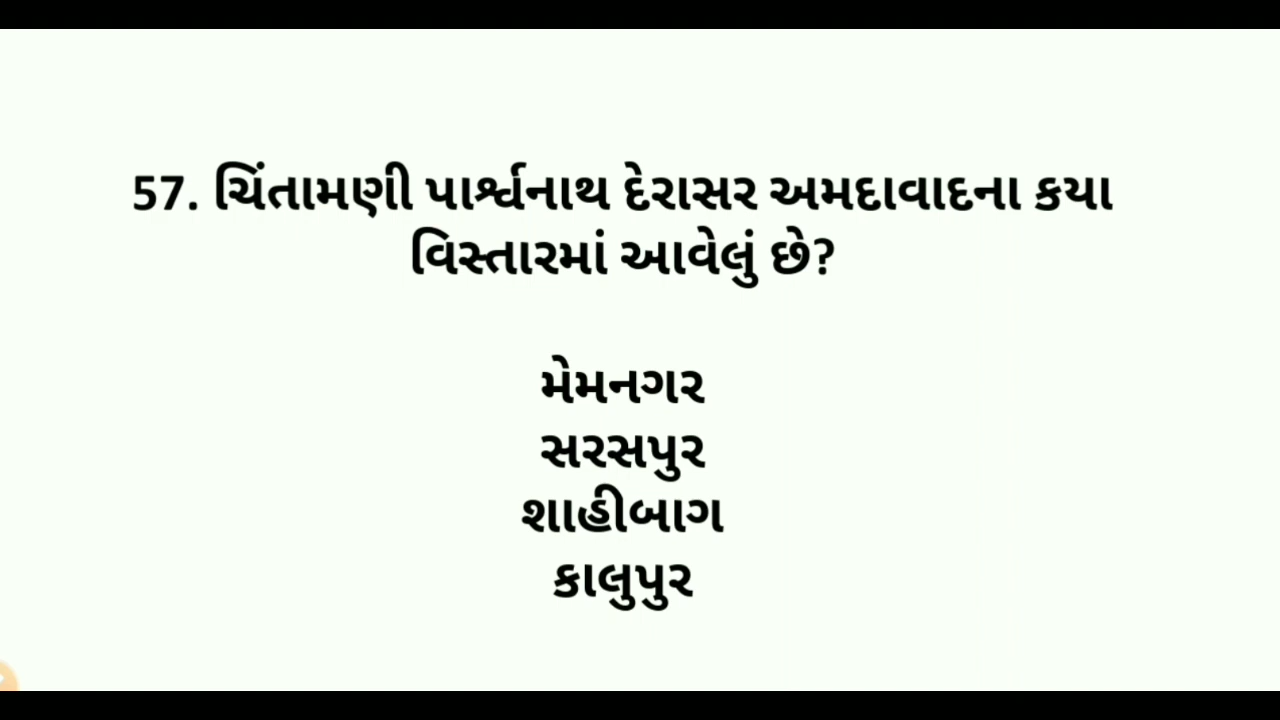 57. ચિંતામણી પાર્શ્વનાથ દેરાસર અમદાવાદના કયા
વિસ્તારમાં આવેલું છે?
મેમનગર
સરસપુર
શાહીબાગ
કાલુપુર